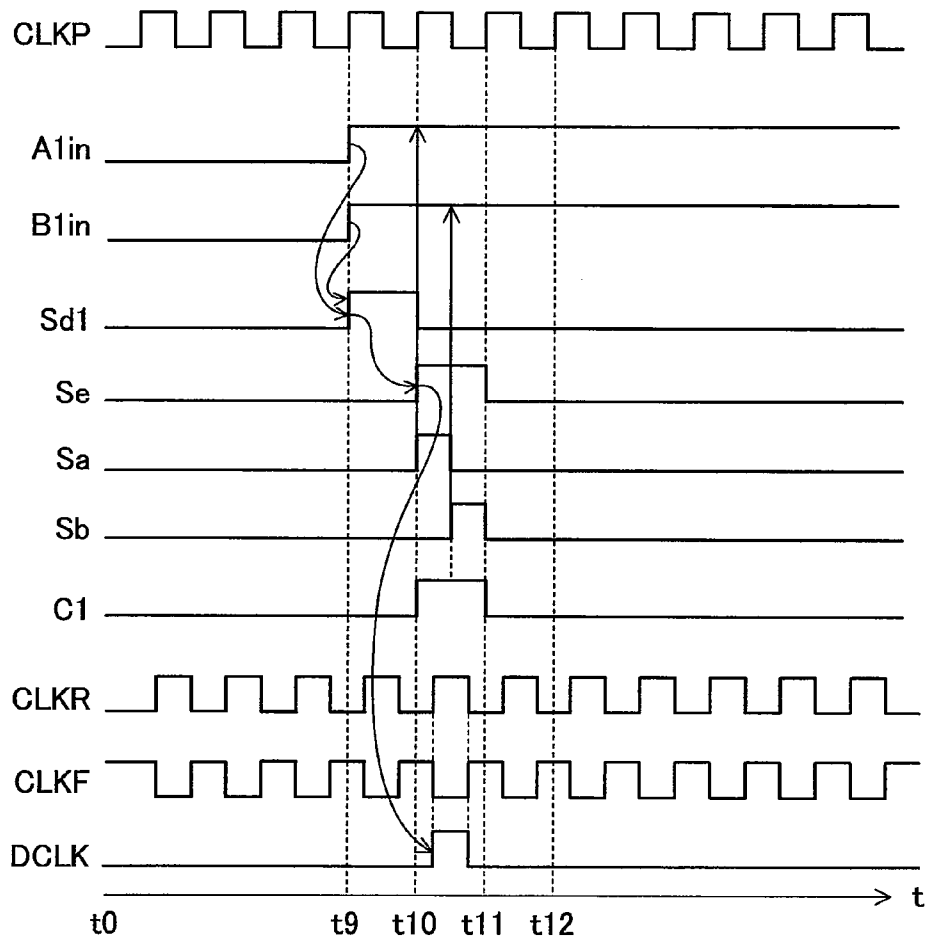 CLKP
A1in
B1in
Sd1
Se
Sa
Sb
C1
CLKR
CLKF
DCLK
t
t0 t9 t10 t11 t12